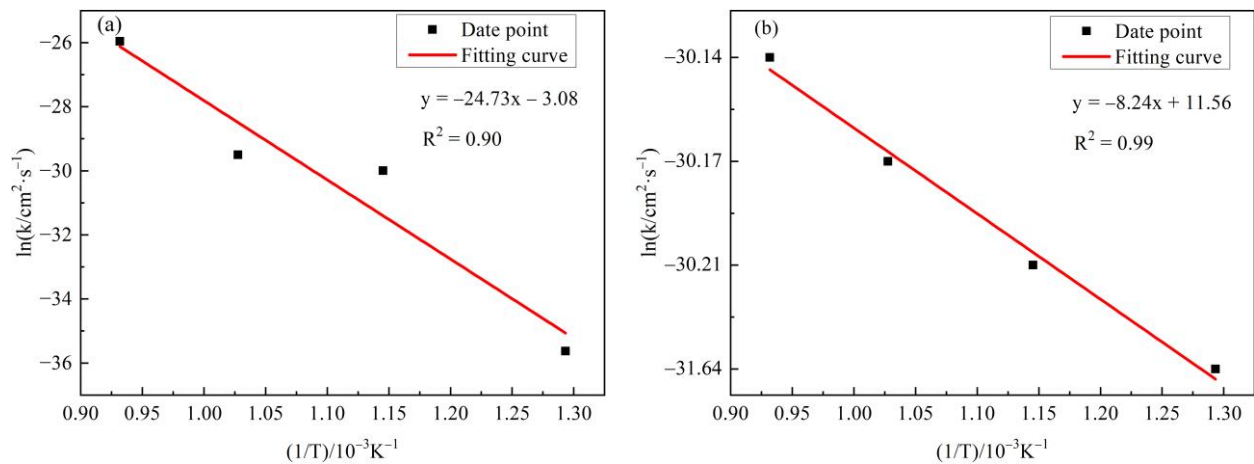 (a)
Date point
Fitting curve
y = −24.73x − 3.08
R² = 0.90
ln(k/cm²·s⁻¹)
−26
−28
−30
−32
−34
−36
0.90 0.95 1.00 1.05 1.10 1.15 1.20 1.25 1.30
(1/T)/10⁻³K⁻¹
(b)
Date point
Fitting curve
y = −8.24x + 11.56
R² = 0.99
ln(k/cm²·s⁻¹)
−30.14
−30.17
−30.21
−31.64
0.90 0.95 1.00 1.05 1.10 1.15 1.20 1.25 1.30
(1/T)/10⁻³K⁻¹